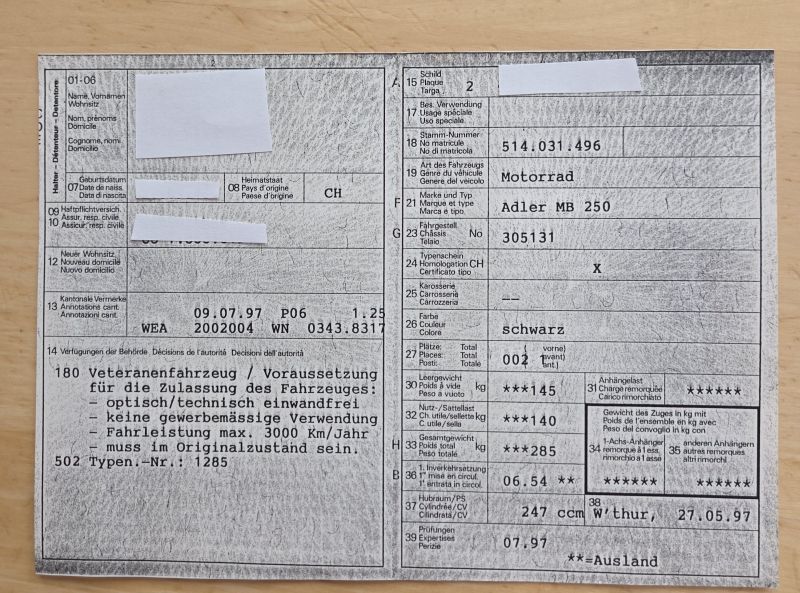 Halter – Détenteur – Detentore
01-06
Name, Vornamen
Wohnsitz
Nom, prénoms
Domicile
Cognome, nomi
Domicilio
07 Geburtsdatum
Date de naiss.
Data di nascita
08 Heimatstaat
Pays d'origine
Paese d'origine
CH
09 Haftpflichtversich.
10 Assur. resp. civile
Assicur. resp. civile
12 Neuer Wohnsitz
Nouveau domicile
Nuovo domicilio
13 Kantonale Vermerke
Annotations cant.
Annotazioni cant.
09.07.97 P06 1.25
WEA 2002004 WN 0343.8317
14 Verfügungen der Behörde Décisions de l'autorité Decisioni dell'autorità
180 Veteranenfahrzeug / Voraussetzung
für die Zulassung des Fahrzeuges:
– optisch/technisch einwandfrei
– keine gewerbemässige Verwendung
– Fahrleistung max. 3000 Km/Jahr
– muss im Originalzustand sein.
502 Typen.-Nr.: 1285
A 15 Schild
Plaque
Targa
2
17 Bes. Verwendung
Usage spéciale
Uso speciale
18 Stamm-Nummer
No matricule
No di matricola
514.031.496
19 Art des Fahrzeugs
Genre du véhicule
Genere del veicolo
Motorrad
F 21 Marke und Typ
Marque et type
Marca e tipo
Adler MB 250
G 23 Fahrgestell
Châssis No
Telaio
305131
24 Typenschein
Homologation CH
Certificato tipo
X
25 Karosserie
Carrosserie
Carrozzeria
––
26 Farbe
Couleur
Colore
schwarz
27 Plätze: Total
Places: Total
Posti: Totale
002 1
vorne)
avant)
ant.)
30 Leergewicht
Poids à vide kg
Peso a vuoto
***145
31 Anhängelast
Charge remorquée
Carico rimorchiato
******
32 Nutz-/Sattellast
Ch. utile/sellette kg
C. utile/sella
***140
H 33 Gesamtgewicht
Poids total kg
Peso totale
***285
Gewicht des Zuges in kg mit
Poids de l'ensemble en kg avec
Peso del convoglio in kg con
34 1-Achs-Anhänger
remorque à 1 ess.
rimorchio a 1 asse
******
35 anderen Anhängern
autres remorques
altri rimorchi
******
B 36 1. Inverkehrsetzung
1re mise en circul.
1a entrata in circol.
06.54 **
37 Hubraum/PS
Cylindrée/CV
Cilindrata/CV
247 ccm
38
W'thur, 27.05.97
39 Prüfungen
Expertises
Perizie
07.97
**=Ausland